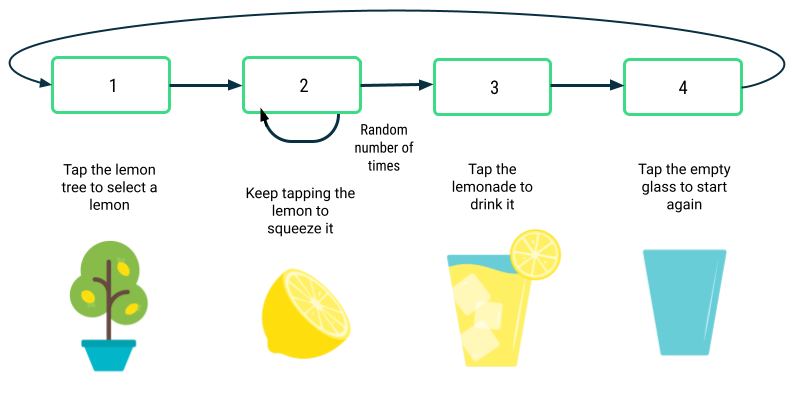 1
2
3
4
Random
number of
times
Tap the lemon
tree to select a
lemon
Keep tapping the
lemon to
squeeze it
Tap the
lemonade to
drink it
Tap the empty
glass to start
again